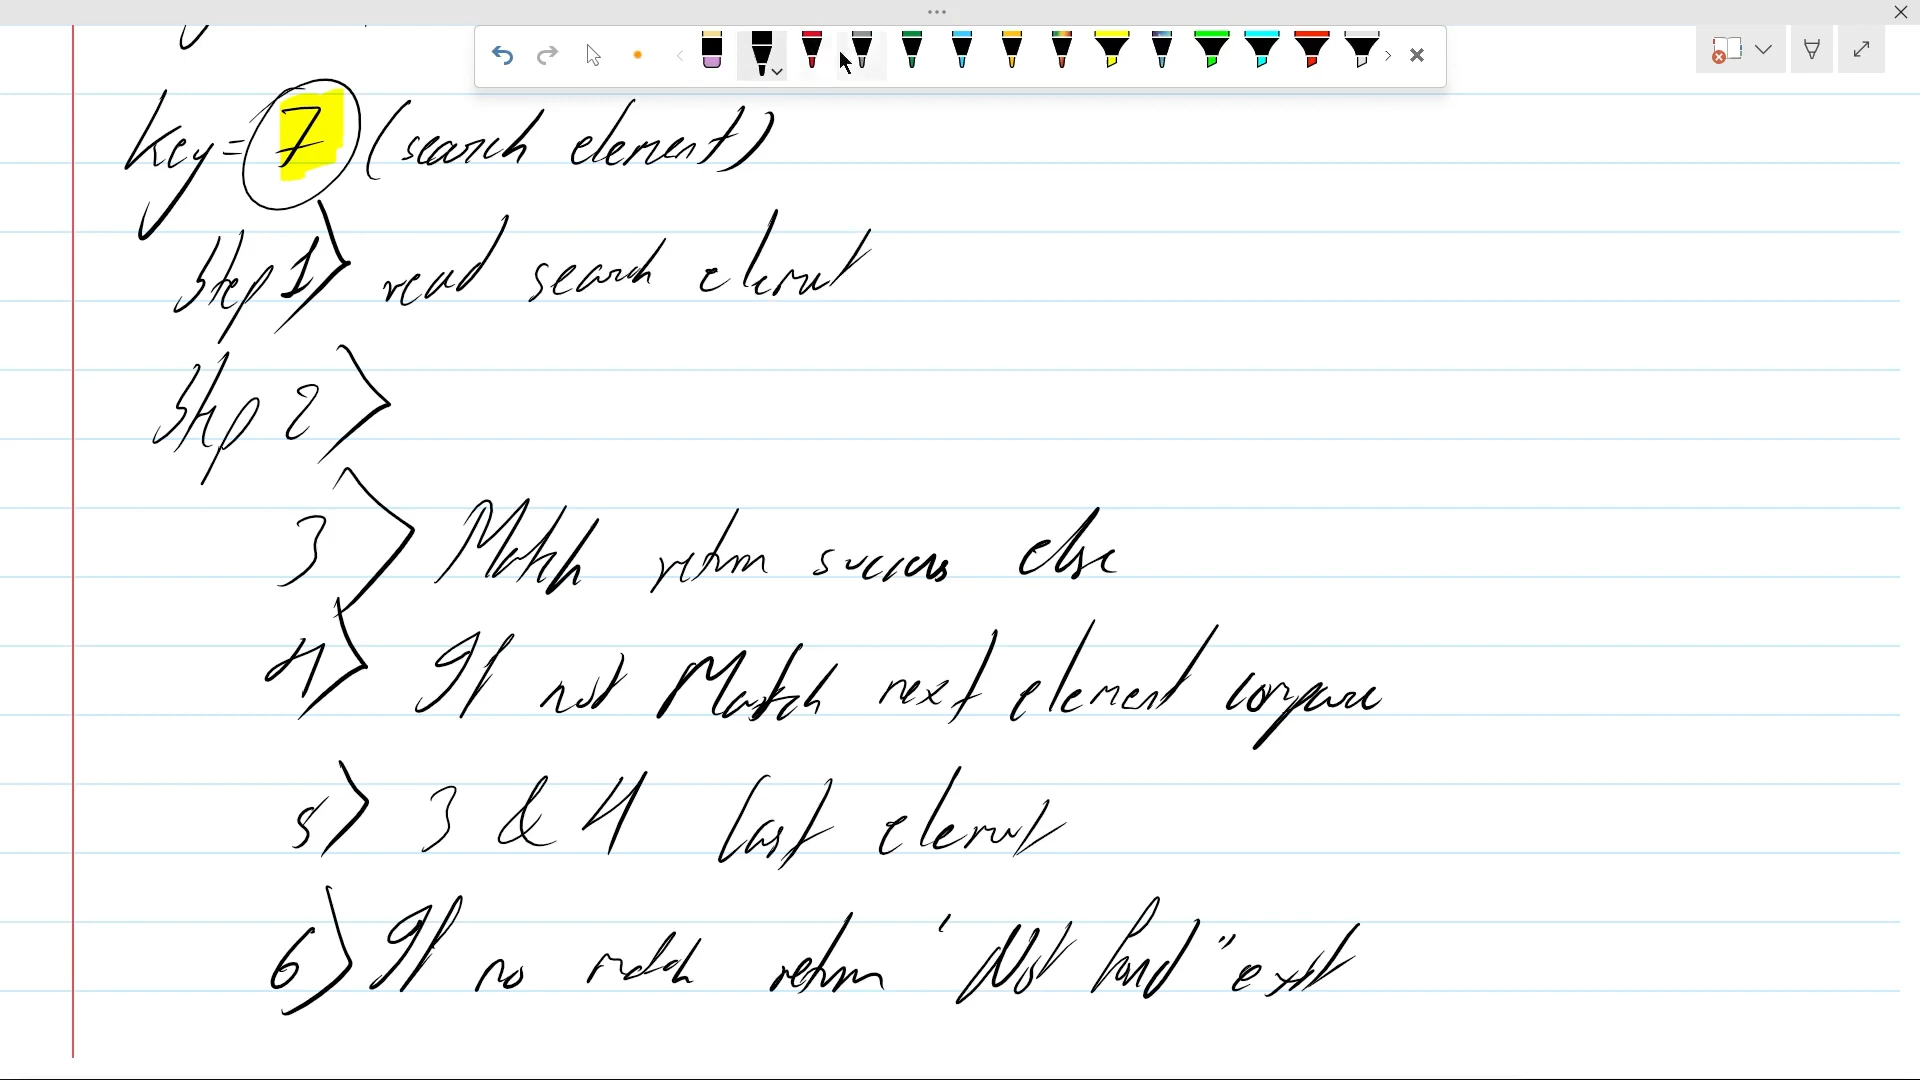 Key = 7 (search element)
Step 1> read search element
Step 2>
3> Match return success else
4> If not Match next element compare
5> 3 & 4 last element
6> If no match return ' Not found " exit